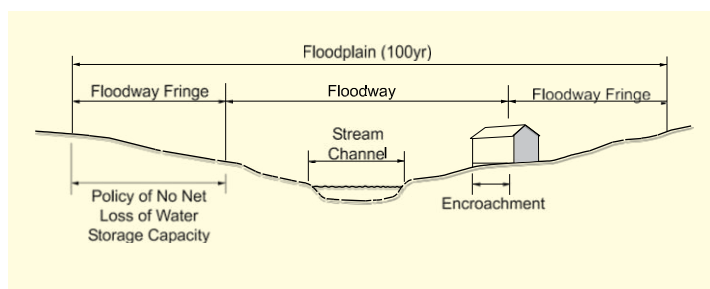 Floodplain (100yr)
Floodway Fringe
Floodway
Floodway Fringe
Stream
Channel
Policy of No Net
Loss of Water
Storage Capacity
Encroachment